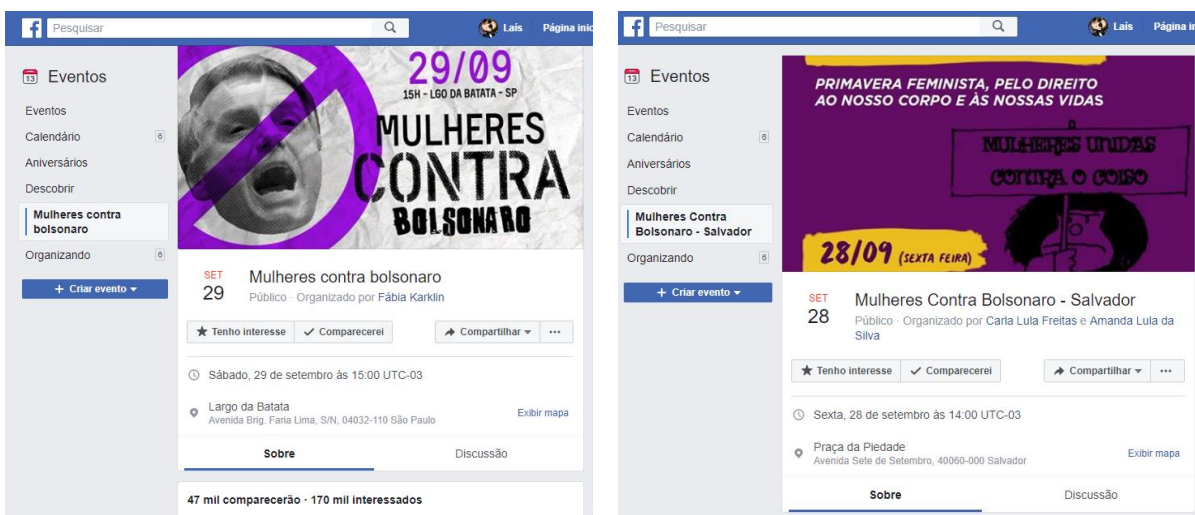 Pesquisar
Laís
Página inic
13
Eventos
Eventos
Calendário
6
Aniversários
Descobrir
Mulheres contra
bolsonaro
Organizando
6
+ Criar evento
29/09
15H - LGO DA BATATA - SP
MULHERES
CONTRA
BOLSONARO
SET
29
Mulheres contra bolsonaro
Público · Organizado por Fábia Karklin
Tenho interesse
Comparecerei
Compartilhar
Sábado, 29 de setembro às 15:00 UTC-03
Largo da Batata
Exibir mapa
Avenida Brig. Faria Lima, S/N, 04032-110 São Paulo
Sobre
Discussão
47 mil comparecerão · 170 mil interessados
Pesquisar
Laís
Página in
13
Eventos
Eventos
Calendário
6
Aniversários
Descobrir
Mulheres Contra
Bolsonaro - Salvador
Organizando
6
+ Criar evento
PRIMAVERA FEMINISTA, PELO DIREITO
AO NOSSO CORPO E ÀS NOSSAS VIDAS
MULHERES UNIDAS
CONTRA O COISO
28/09 (SEXTA FEIRA)
SET
28
Mulheres Contra Bolsonaro - Salvador
Público · Organizado por Carla Lula Freitas e Amanda Lula da
Silva
Tenho interesse
Comparecerei
Compartilhar
Sexta, 28 de setembro às 14:00 UTC-03
Praça da Piedade
Exibir mapa
Avenida Sete de Setembro, 40060-000 Salvador
Sobre
Discussão